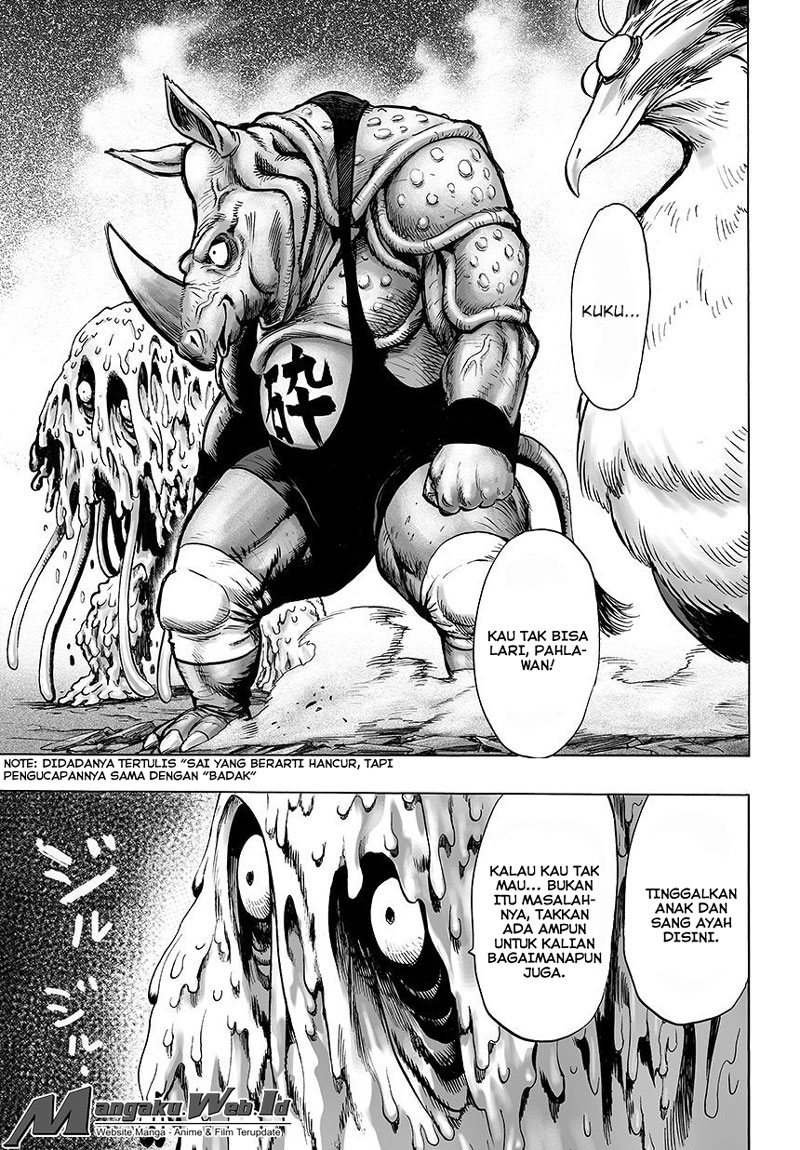 KUKU...
砕
KAU TAK BISA
LARI, PAHLA-
WAN!
NOTE: DIDADANYA TERTULIS "SAI YANG BERARTI HANCUR, TAPI
PENGUCAPANNYA SAMA DENGAN "BADAK"
TINGGALKAN
ANAK DAN
SANG AYAH
DISINI.
KALAU KAU TAK
MAU... BUKAN
ITU MASALAH-
NYA, TAKKAN
ADA AMPUN
UNTUK KALIAN
BAGAIMANAPUN
JUGA.
ジルジル..
Mangaku.Web.Id
Website Manga - Anime & Film Terupdate